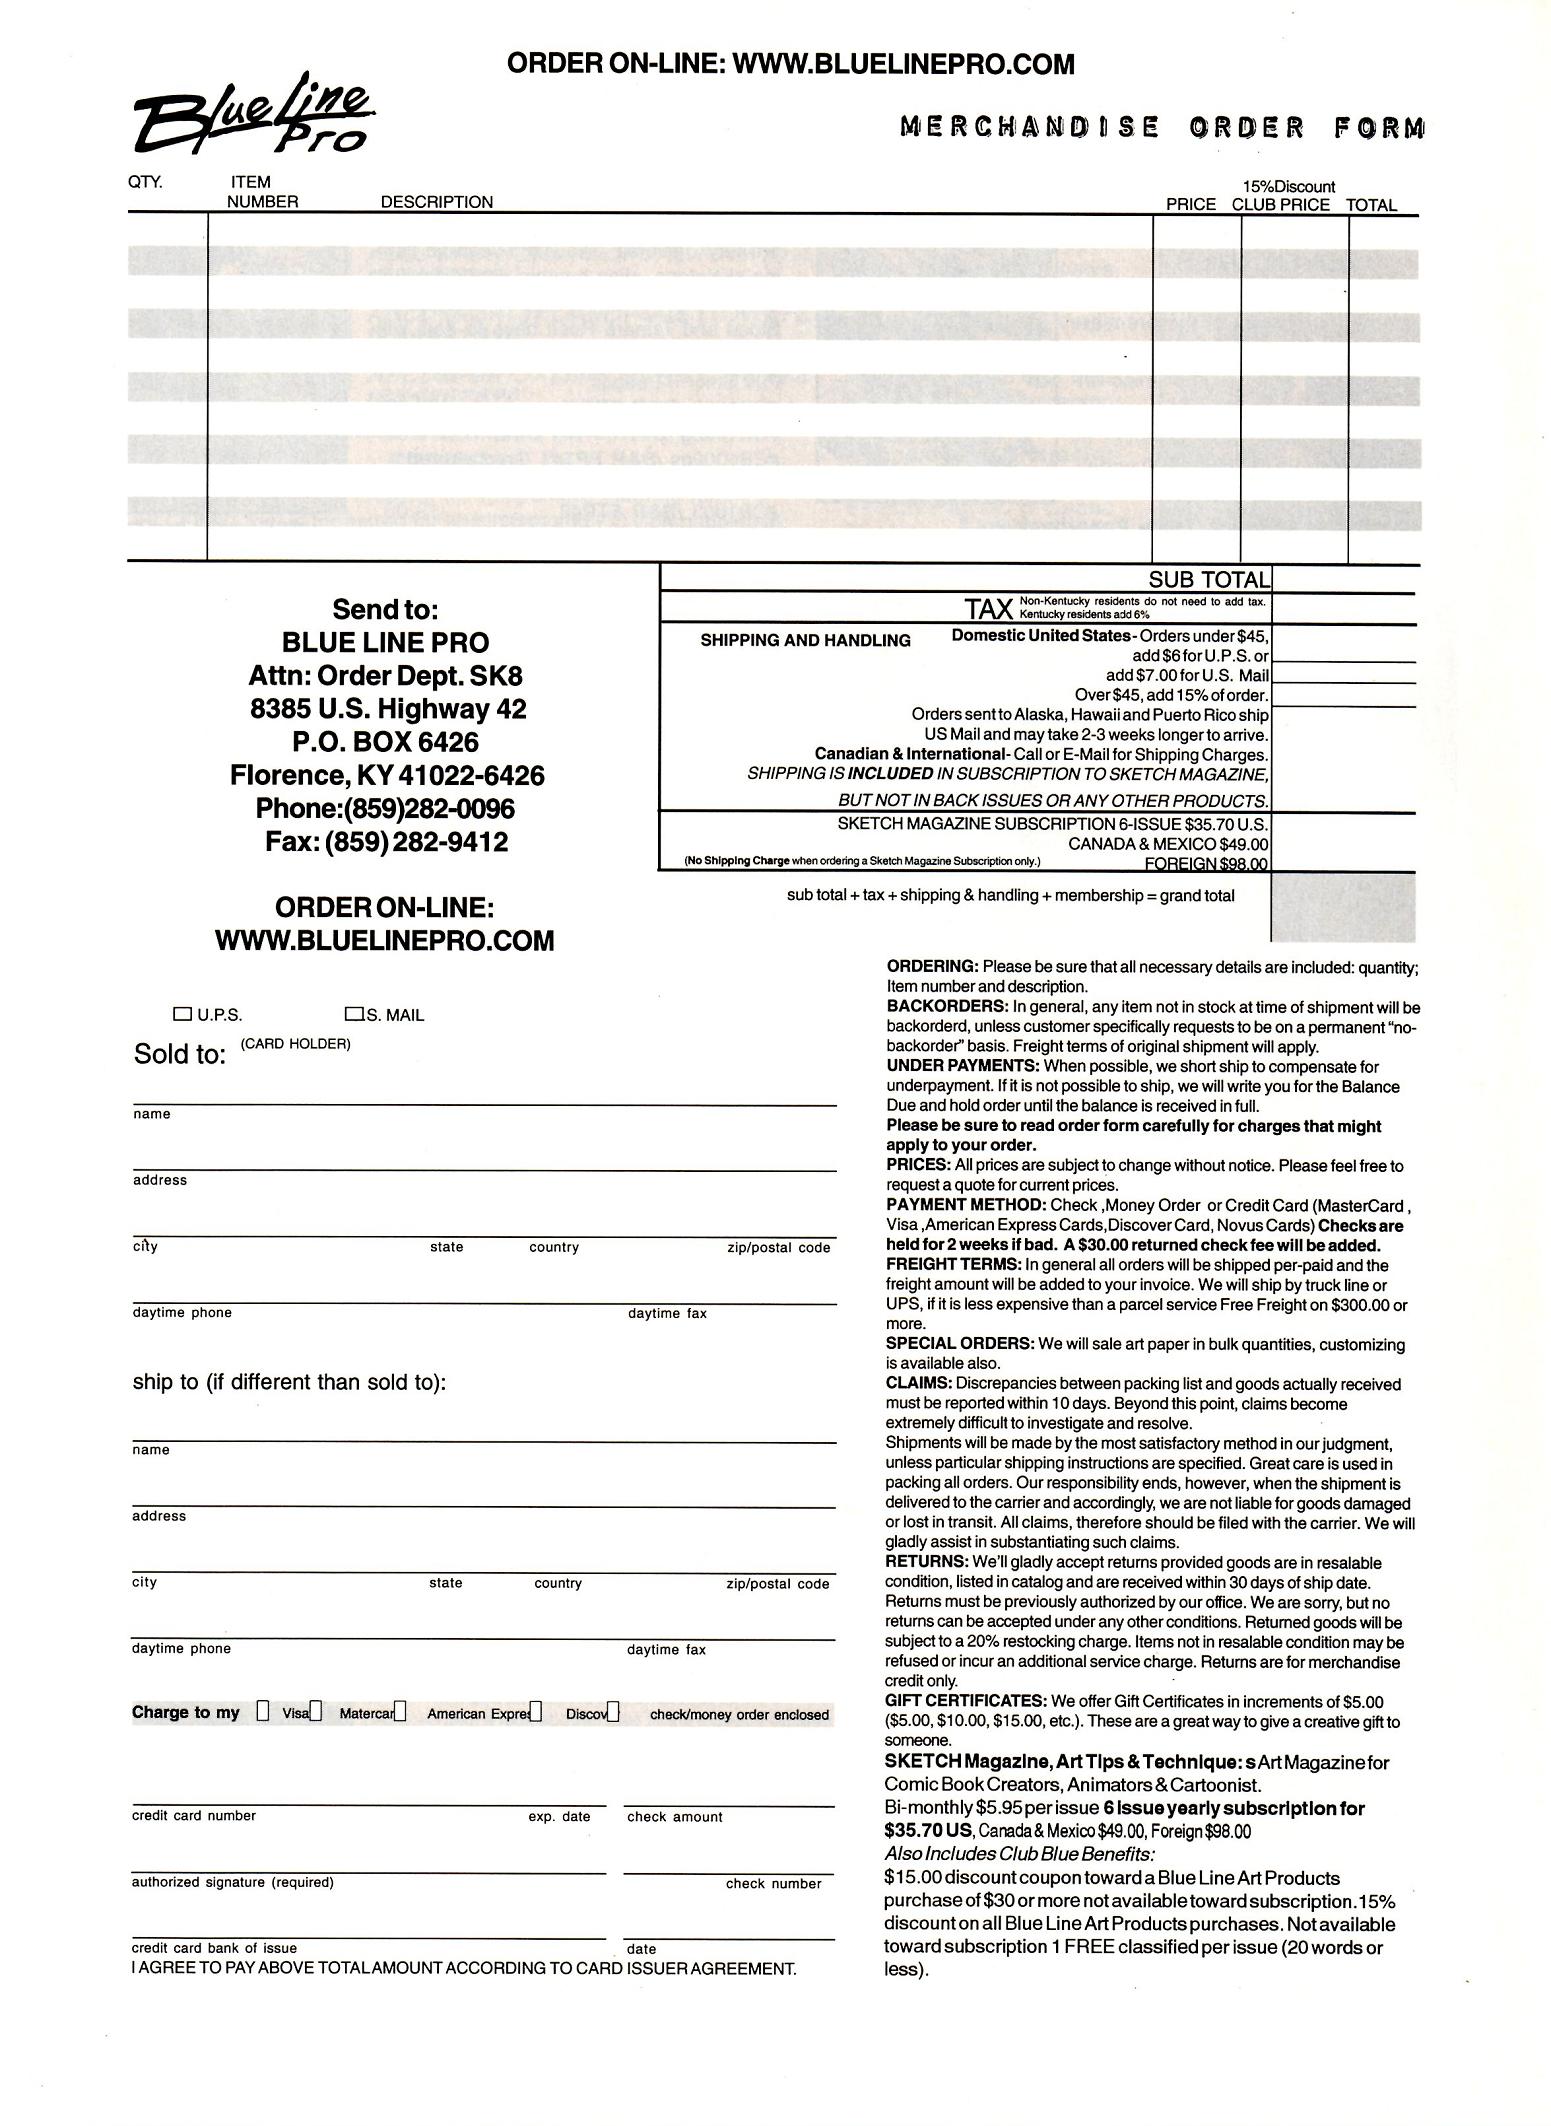 ORDER ON-LINE: WWW.BLUELINEPRO.COM
Blue Line
Pro
MERCHANDISE ORDER FORM
QTY. ITEM NUMBER DESCRIPTION PRICE 15%Discount CLUB PRICE TOTAL
SUB TOTAL
TAX Non-Kentucky residents do not need to add tax.
Kentucky residents add 6%
SHIPPING AND HANDLING Domestic United States- Orders under $45,
add $6 for U.P.S. or
add $7.00 for U.S. Mail
Over $45, add 15% of order.
Orders sent to Alaska, Hawaii and Puerto Rico ship
US Mail and may take 2-3 weeks longer to arrive.
Canadian & International- Call or E-Mail for Shipping Charges.
SHIPPING IS INCLUDED IN SUBSCRIPTION TO SKETCH MAGAZINE,
BUT NOT IN BACK ISSUES OR ANY OTHER PRODUCTS.
SKETCH MAGAZINE SUBSCRIPTION 6-ISSUE $35.70 U.S.
CANADA & MEXICO $49.00
(No Shipping Charge when ordering a Sketch Magazine Subscription only.) FOREIGN $98.00
sub total + tax + shipping & handling + membership = grand total
Send to:
BLUE LINE PRO
Attn: Order Dept. SK8
8385 U.S. Highway 42
P.O. BOX 6426
Florence, KY 41022-6426
Phone:(859)282-0096
Fax: (859) 282-9412
ORDER ON-LINE:
WWW.BLUELINEPRO.COM
U.P.S. S. MAIL
Sold to: (CARD HOLDER)
name
address
city state country zip/postal code
daytime phone daytime fax
ship to (if different than sold to):
name
address
city state country zip/postal code
daytime phone daytime fax
Charge to my Visa Matercar American Expres Discov check/money order enclosed
credit card number exp. date check amount
authorized signature (required) check number
credit card bank of issue date
I AGREE TO PAY ABOVE TOTAL AMOUNT ACCORDING TO CARD ISSUER AGREEMENT.
ORDERING: Please be sure that all necessary details are included: quantity;
Item number and description.
BACKORDERS: In general, any item not in stock at time of shipment will be
backorderd, unless customer specifically requests to be on a permanent “no-
backorder” basis. Freight terms of original shipment will apply.
UNDER PAYMENTS: When possible, we short ship to compensate for
underpayment. If it is not possible to ship, we will write you for the Balance
Due and hold order until the balance is received in full.
Please be sure to read order form carefully for charges that might
apply to your order.
PRICES: All prices are subject to change without notice. Please feel free to
request a quote for current prices.
PAYMENT METHOD: Check ,Money Order or Credit Card (MasterCard ,
Visa ,American Express Cards,Discover Card, Novus Cards) Checks are
held for 2 weeks if bad. A $30.00 returned check fee will be added.
FREIGHT TERMS: In general all orders will be shipped per-paid and the
freight amount will be added to your invoice. We will ship by truck line or
UPS, if it is less expensive than a parcel service Free Freight on $300.00 or
more.
SPECIAL ORDERS: We will sale art paper in bulk quantities, customizing
is available also.
CLAIMS: Discrepancies between packing list and goods actually received
must be reported within 10 days. Beyond this point, claims become
extremely difficult to investigate and resolve.
Shipments will be made by the most satisfactory method in our judgment,
unless particular shipping instructions are specified. Great care is used in
packing all orders. Our responsibility ends, however, when the shipment is
delivered to the carrier and accordingly, we are not liable for goods damaged
or lost in transit. All claims, therefore should be filed with the carrier. We will
gladly assist in substantiating such claims.
RETURNS: We'll gladly accept returns provided goods are in resalable
condition, listed in catalog and are received within 30 days of ship date.
Returns must be previously authorized by our office. We are sorry, but no
returns can be accepted under any other conditions. Returned goods will be
subject to a 20% restocking charge. Items not in resalable condition may be
refused or incur an additional service charge. Returns are for merchandise
credit only.
GIFT CERTIFICATES: We offer Gift Certificates in increments of $5.00
($5.00, $10.00, $15.00, etc.). These are a great way to give a creative gift to
someone.
SKETCH Magazine, Art Tips & Technique: s Art Magazine for
Comic Book Creators, Animators & Cartoonist.
Bi-monthly $5.95 per issue 6 issue yearly subscription for
$35.70 US, Canada & Mexico $49.00, Foreign $98.00
Also Includes Club Blue Benefits:
$15.00 discount coupon toward a Blue Line Art Products
purchase of $30 or more not available toward subscription.15%
discount on all Blue Line Art Products purchases. Not available
toward subscription 1 FREE classified per issue (20 words or
less).